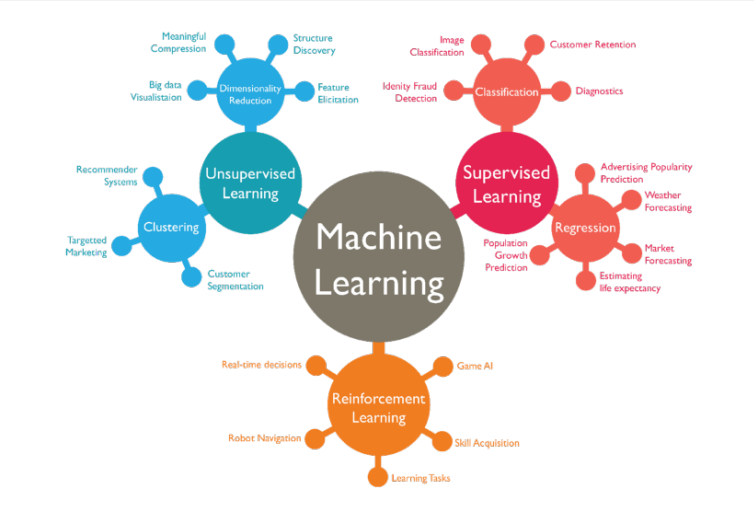 Meaningful
Compression
Structure
Discovery
Big data
Visualistaion
Dimensionality
Reduction
Feature
Elicitation
Unsupervised
Learning
Recommender
Systems
Clustering
Targetted
Marketing
Customer
Segmentation
Machine
Learning
Image
Classification
Customer Retention
Idenity Fraud
Detection
Classification
Diagnostics
Supervised
Learning
Advertising Popularity
Prediction
Weather
Forecasting
Regression
Population
Growth
Prediction
Market
Forecasting
Estimating
life expectancy
Real-time decisions
Game AI
Reinforcement
Learning
Robot Navigation
Skill Acquisition
Learning Tasks